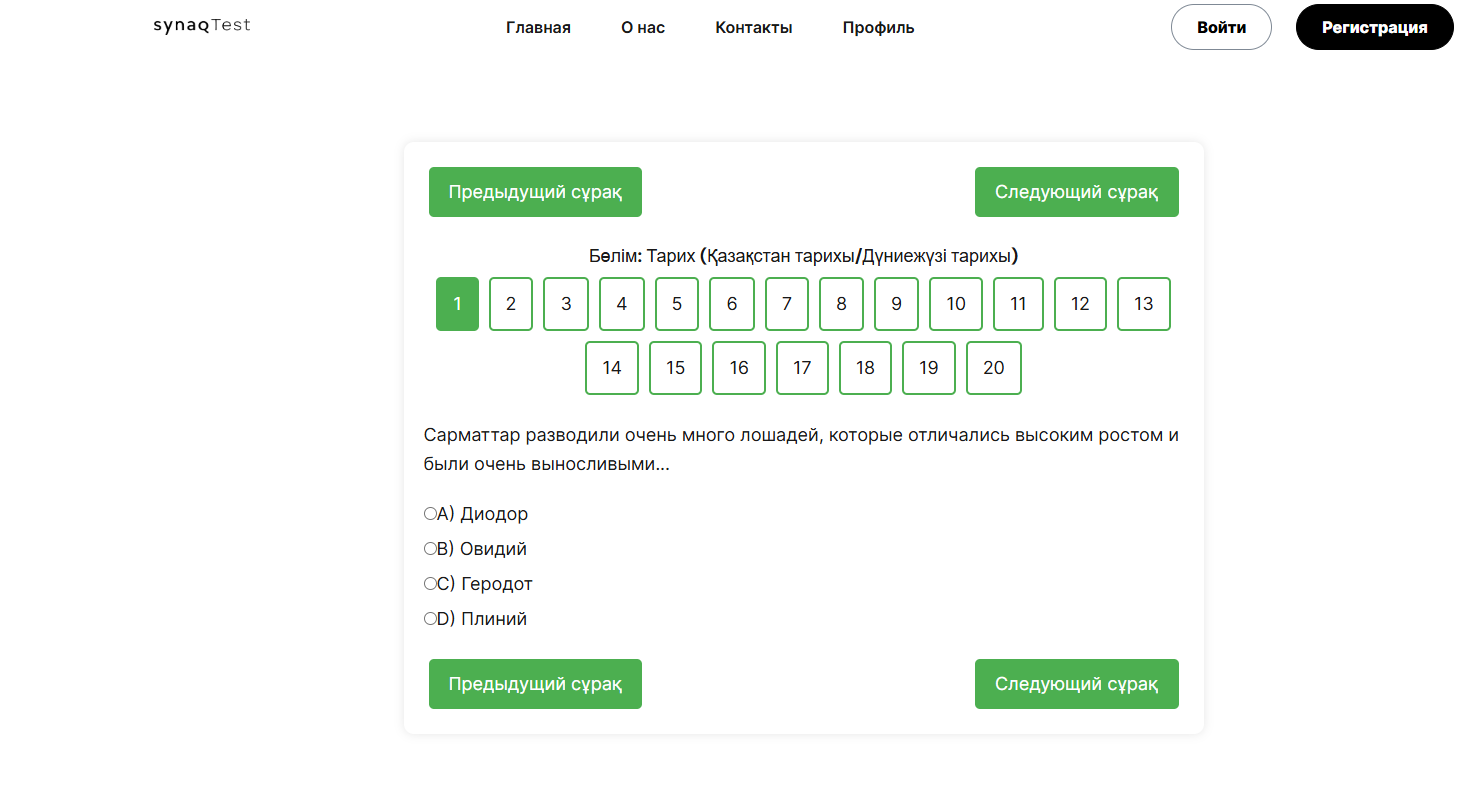 synaqTest
Главная
О нас
Контакты
Профиль
Войти
Регистрация
Предыдущий сұрақ
Следующий сұрақ
Бөлім: Тарих (Қазақстан тарихы/Дүниежүзі тарихы)
1 2 3 4 5 6 7 8 9 10 11 12 13
14 15 16 17 18 19 20
Сарматтар разводили очень много лошадей, которые отличались высоким ростом и
были очень выносливыми...
A) Диодор
B) Овидий
C) Геродот
D) Плиний
Предыдущий сұрақ
Следующий сұрақ